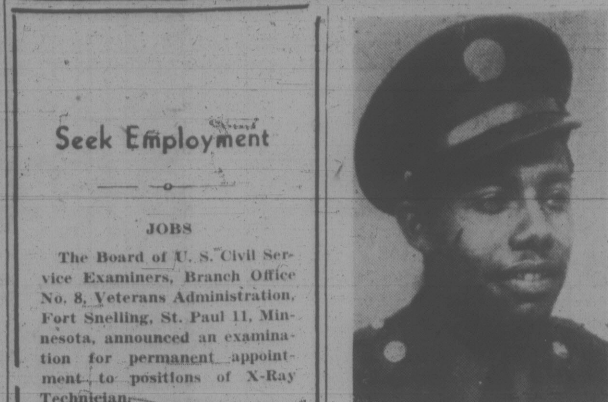 Seek Employment
JOBS
The Board of U. S. Civil Ser-
vice Examiners, Branch Office
No. 8, Veterans Administration,
Fort Snelling, St. Paul 11, Min-
nesota, announced an examina-
tion for permanent appoint-
ment to positions of X-Ray
Technician.